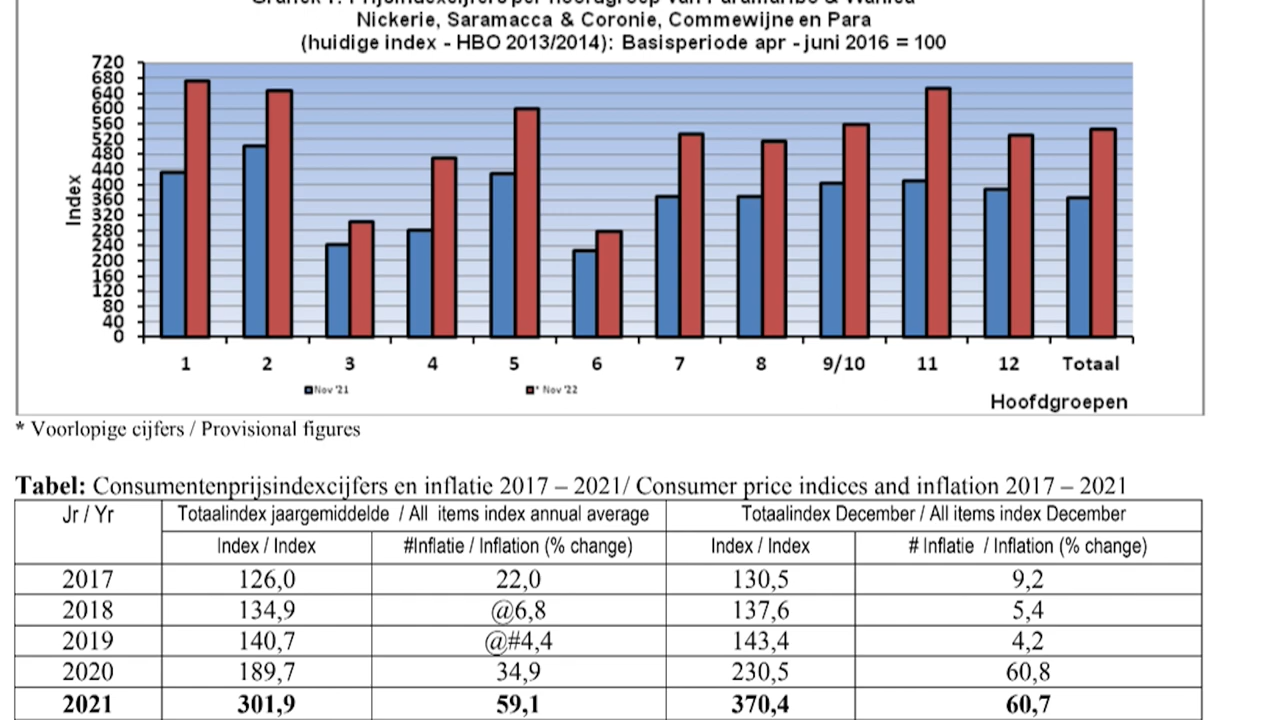 Nickerie, Saramacca & Coronie, Commewijne en Para
(huidige index - HBO 2013/2014): Basisperiode apr - juni 2016 = 100
720
680
640
600
560
520
480
440
400
360
320
280
240
200
160
120
80
40
0
Index
1 2 3 4 5 6 7 8 9/10 11 12 Totaal
Nov '21 * Nov '22
Hoofdgroepen
* Voorlopige cijfers / Provisional figures
Tabel: Consumentenprijsindexcijfers en inflatie 2017 – 2021/ Consumer price indices and inflation 2017 – 2021
Jr / Yr Totaalindex jaargemiddelde / All items index annual average Totaalindex December / All items index December
Index / Index #Inflatie / Inflation (% change) Index / Index # Inflatie / Inflation (% change)
2017 126,0 22,0 130,5 9,2
2018 134,9 @6,8 137,6 5,4
2019 140,7 @#4,4 143,4 4,2
2020 189,7 34,9 230,5 60,8
2021 301,9 59,1 370,4 60,7